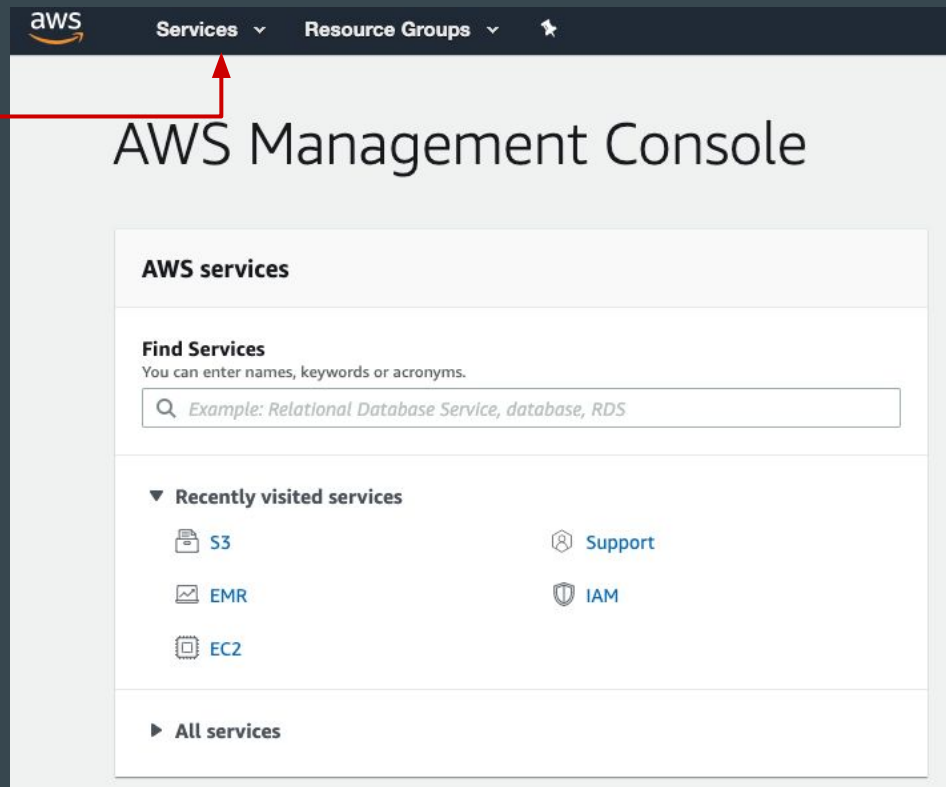 aws
Services
Resource Groups
AWS Management Console
AWS services
Find Services
You can enter names, keywords or acronyms.
Example: Relational Database Service, database, RDS
Recently visited services
S3
Support
EMR
IAM
EC2
All services